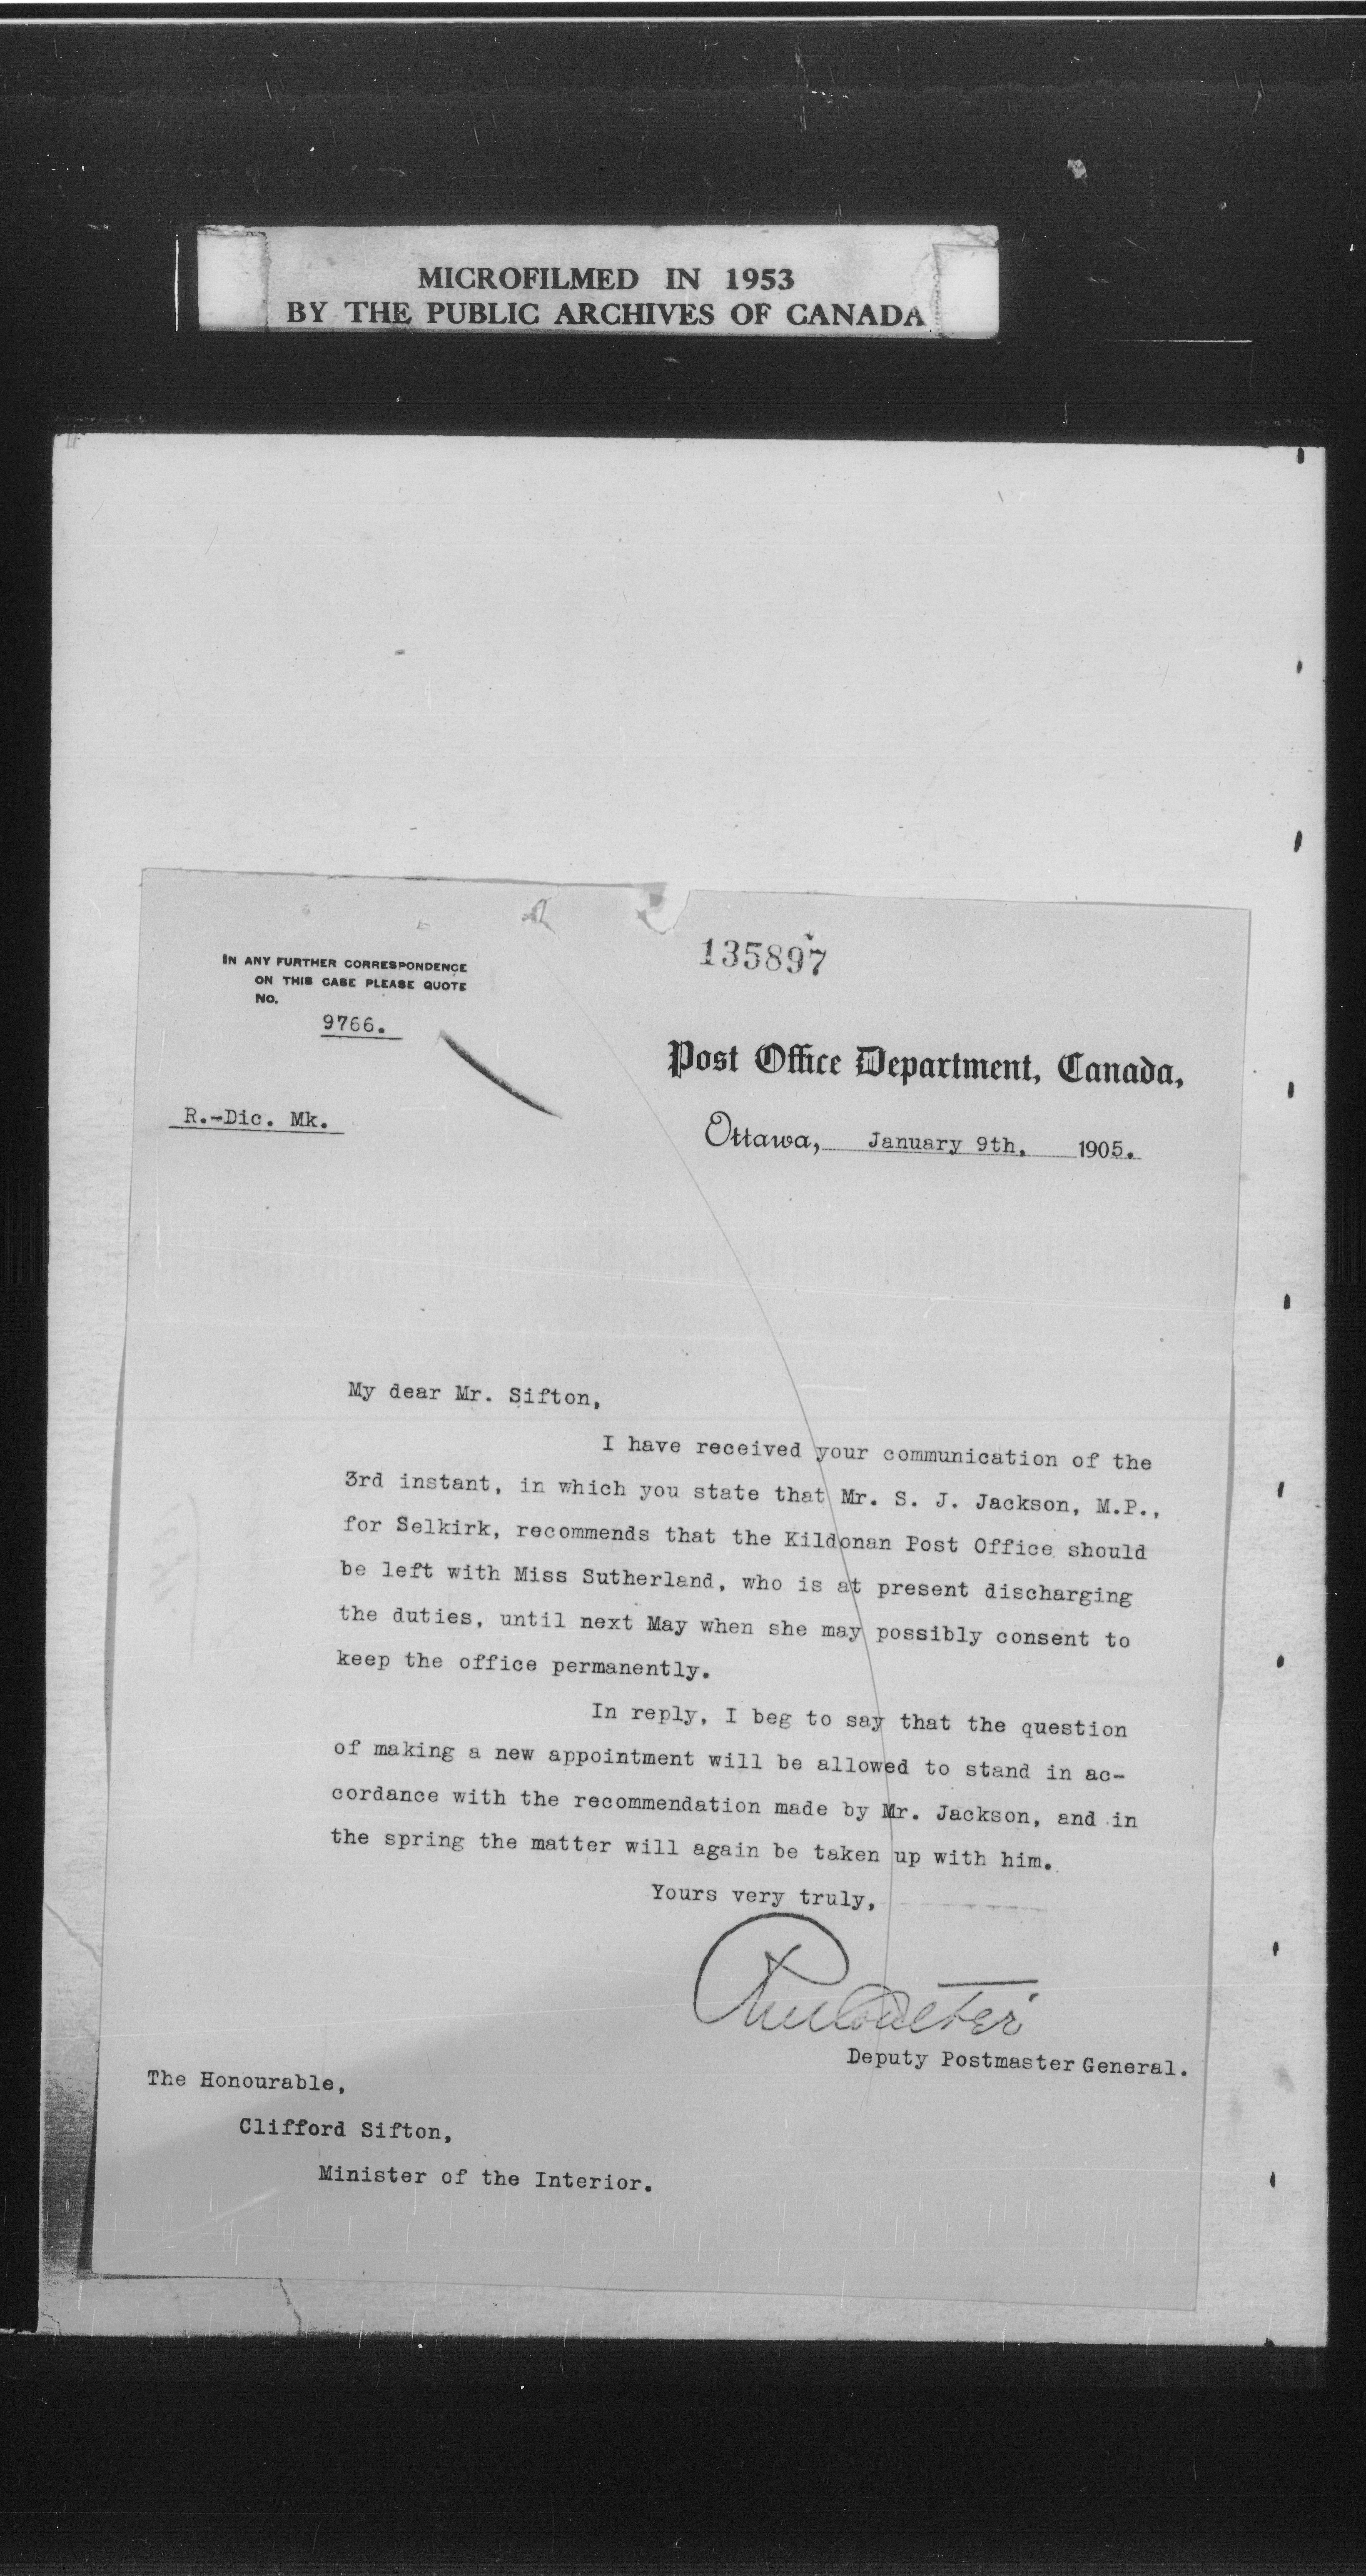 MICROFILMED IN 1953
BY THE PUBLIC ARCHIVES OF CANADA
135897
IN ANY FURTHER CORRESPONDENCE
ON THIS CASE PLEASE QUOTE
NO.
9766.
Post Office Department, Canada,
R.-Dic. Mk.
Ottawa, January 9th, 1905.
My dear Mr. Sifton,
I have received your communication of the
3rd instant, in which you state that Mr. S. J. Jackson, M.P.,
for Selkirk, recommends that the Kildonan Post Office should
be left with Miss Sutherland, who is at present discharging
the duties, until next May when she may possibly consent to
keep the office permanently.
In reply, I beg to say that the question
of making a new appointment will be allowed to stand in ac-
cordance with the recommendation made by Mr. Jackson, and in
the spring the matter will again be taken up with him.
Yours very truly,
Deputy Postmaster General.
The Honourable,
Clifford Sifton,
Minister of the Interior.